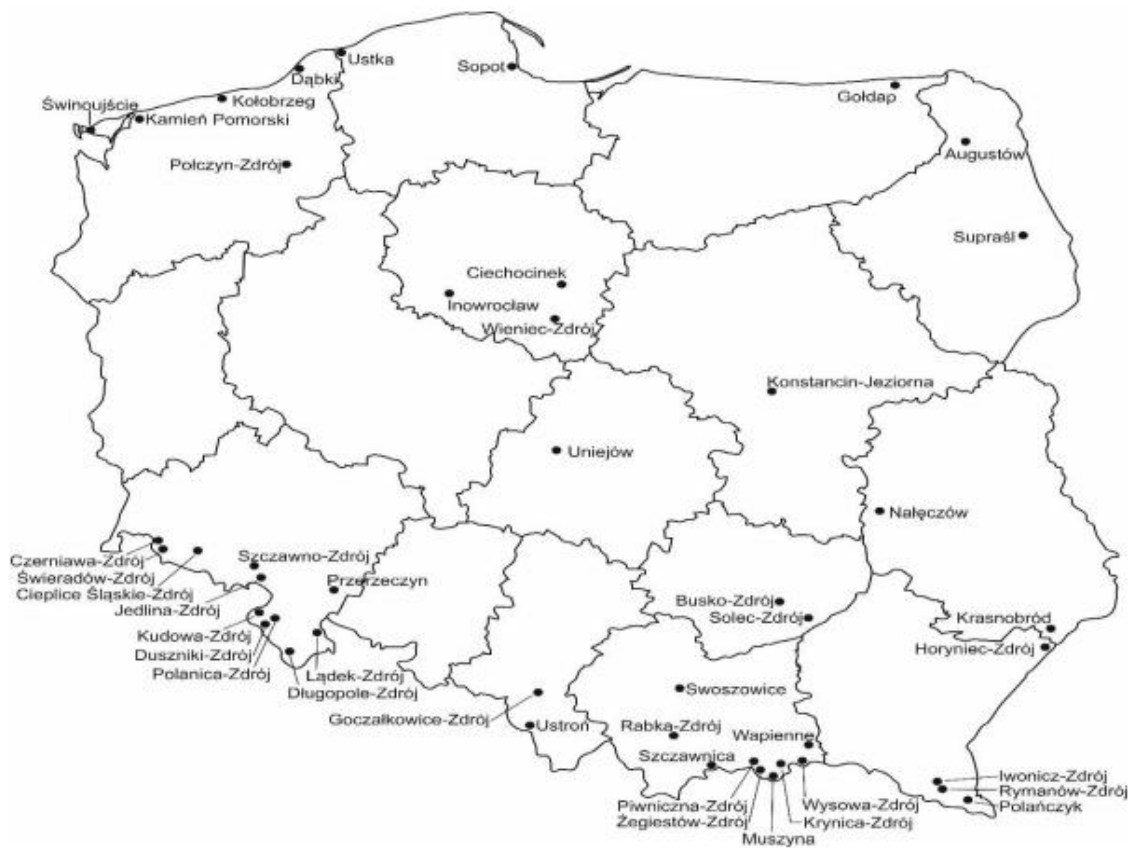 Ustka
Sopot
Dąbki
Gołdap
Świnoujście
Kołobrzeg
Kamień Pomorski
Augustów
Połczyn-Zdrój
Supraśl
Ciechocinek
Inowrocław
Wieniec-Zdrój
Konstancin-Jeziorna
Uniejów
Nałęczów
Czerniawa-Zdrój
Szczawno-Zdrój
Świeradów-Zdrój
Przerzeczyn
Cieplice Śląskie-Zdrój
Jedlina-Zdrój
Busko-Zdrój
Solec-Zdrój
Krasnobród
Kudowa-Zdrój
Horyniec-Zdrój
Duszniki-Zdrój
Polanica-Zdrój
Lądek-Zdrój
Długopole-Zdrój
Swoszowice
Goczałkowice-Zdrój
Ustroń
Rabka-Zdrój
Wapienne
Szczawnica
Iwonicz-Zdrój
Rymanów-Zdrój
Polańczyk
Piwniczna-Zdrój
Wysowa-Zdrój
Żegiestów-Zdrój
Krynica-Zdrój
Muszyna